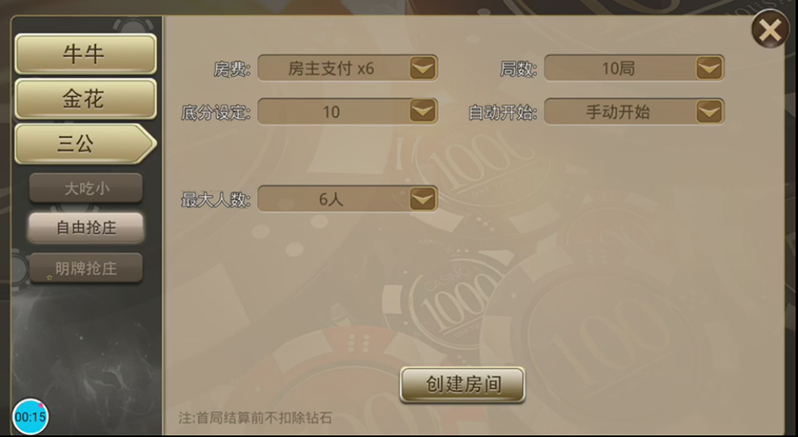 牛牛
金花
三公
大吃小
自由抢庄
明牌抢庄
房费: 房主支付 x6
局数: 10局
底分设定: 10
自动开始: 手动开始
最大人数: 6人
1000
1000
100
创建房间
注:首局结算前不扣除钻石
00:15